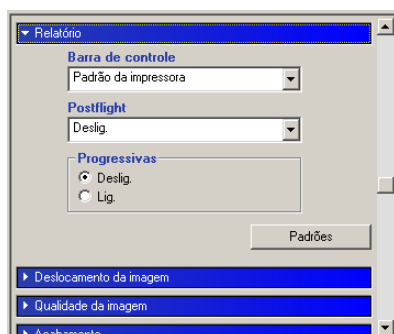 Relatório
Barra de controle
Padrão da impressora
Postflight
Deslig.
Progressivas
Deslig.
Lig.
Padrões
Deslocamento da imagem
Qualidade da imagem
Acabamento